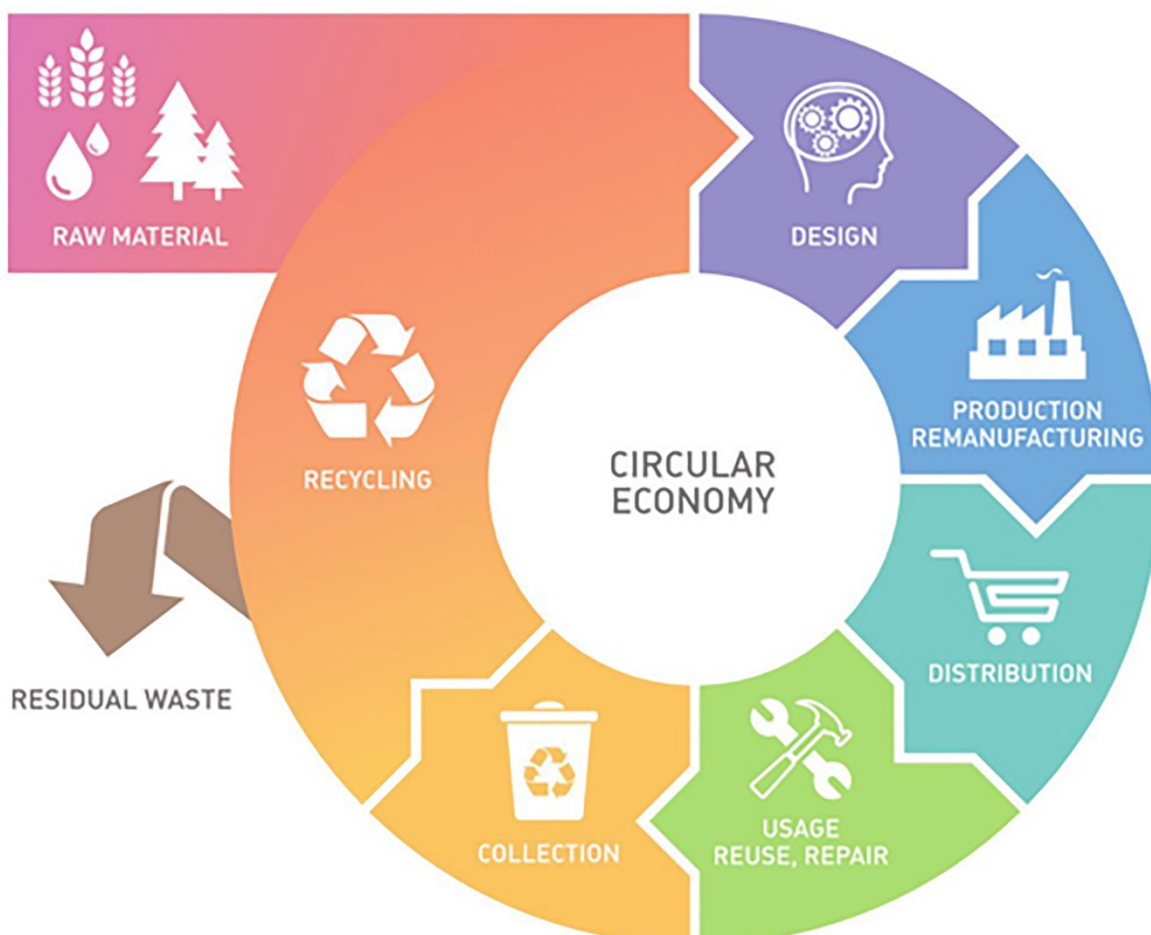 RAW MATERIAL
DESIGN
PRODUCTION
REMANUFACTURING
DISTRIBUTION
USAGE
REUSE, REPAIR
COLLECTION
RECYCLING
RESIDUAL WASTE
CIRCULAR
ECONOMY